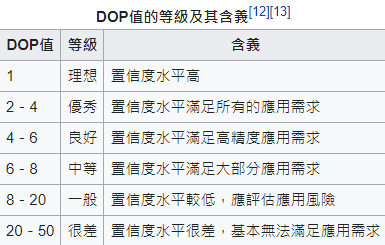 DOP值的等級及其含義[12][13]
DOP值 等級 含義
1 理想 置信度水平高
2 - 4 優秀 置信度水平滿足所有的應用需求
4 - 6 良好 置信度水平滿足高精度應用需求
6 - 8 中等 置信度水平滿足大部分應用需求
8 - 20 一般 置信度水平較低，應評估應用風險
20 - 50 很差 置信度水平很差，基本無法滿足應用需求